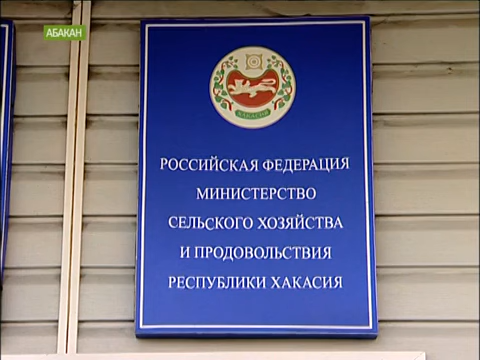 АБАКАН
ХАКАСИЯ
РОССИЙСКАЯ ФЕДЕРАЦИЯ
МИНИСТЕРСТВО
СЕЛЬСКОГО ХОЗЯЙСТВА
И ПРОДОВОЛЬСТВИЯ
РЕСПУБЛИКИ ХАКАСИЯ